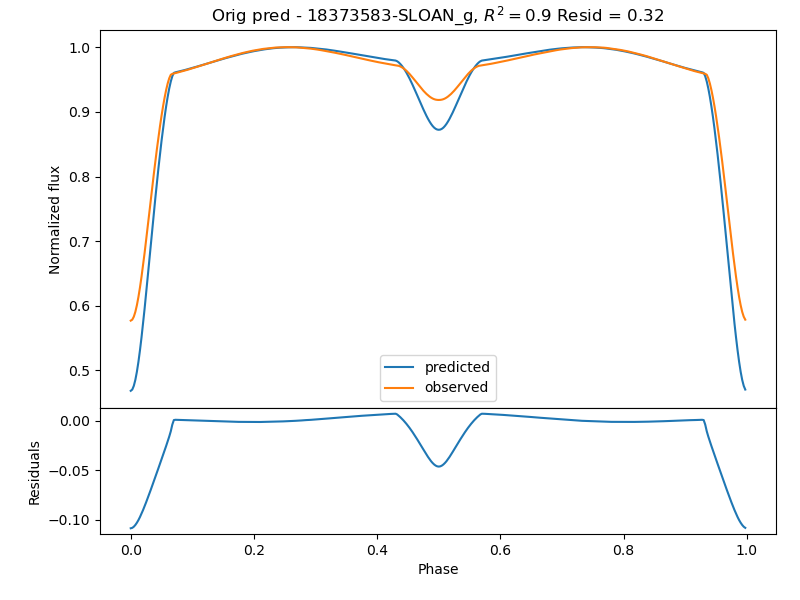 Orig pred - 18373583-SLOAN_g, R² = 0.9 Resid = 0.32
Normalized flux
1.0
0.9
0.8
0.7
0.6
0.5
predicted
observed
Residuals
0.00
−0.05
−0.10
0.0 0.2 0.4 0.6 0.8 1.0
Phase